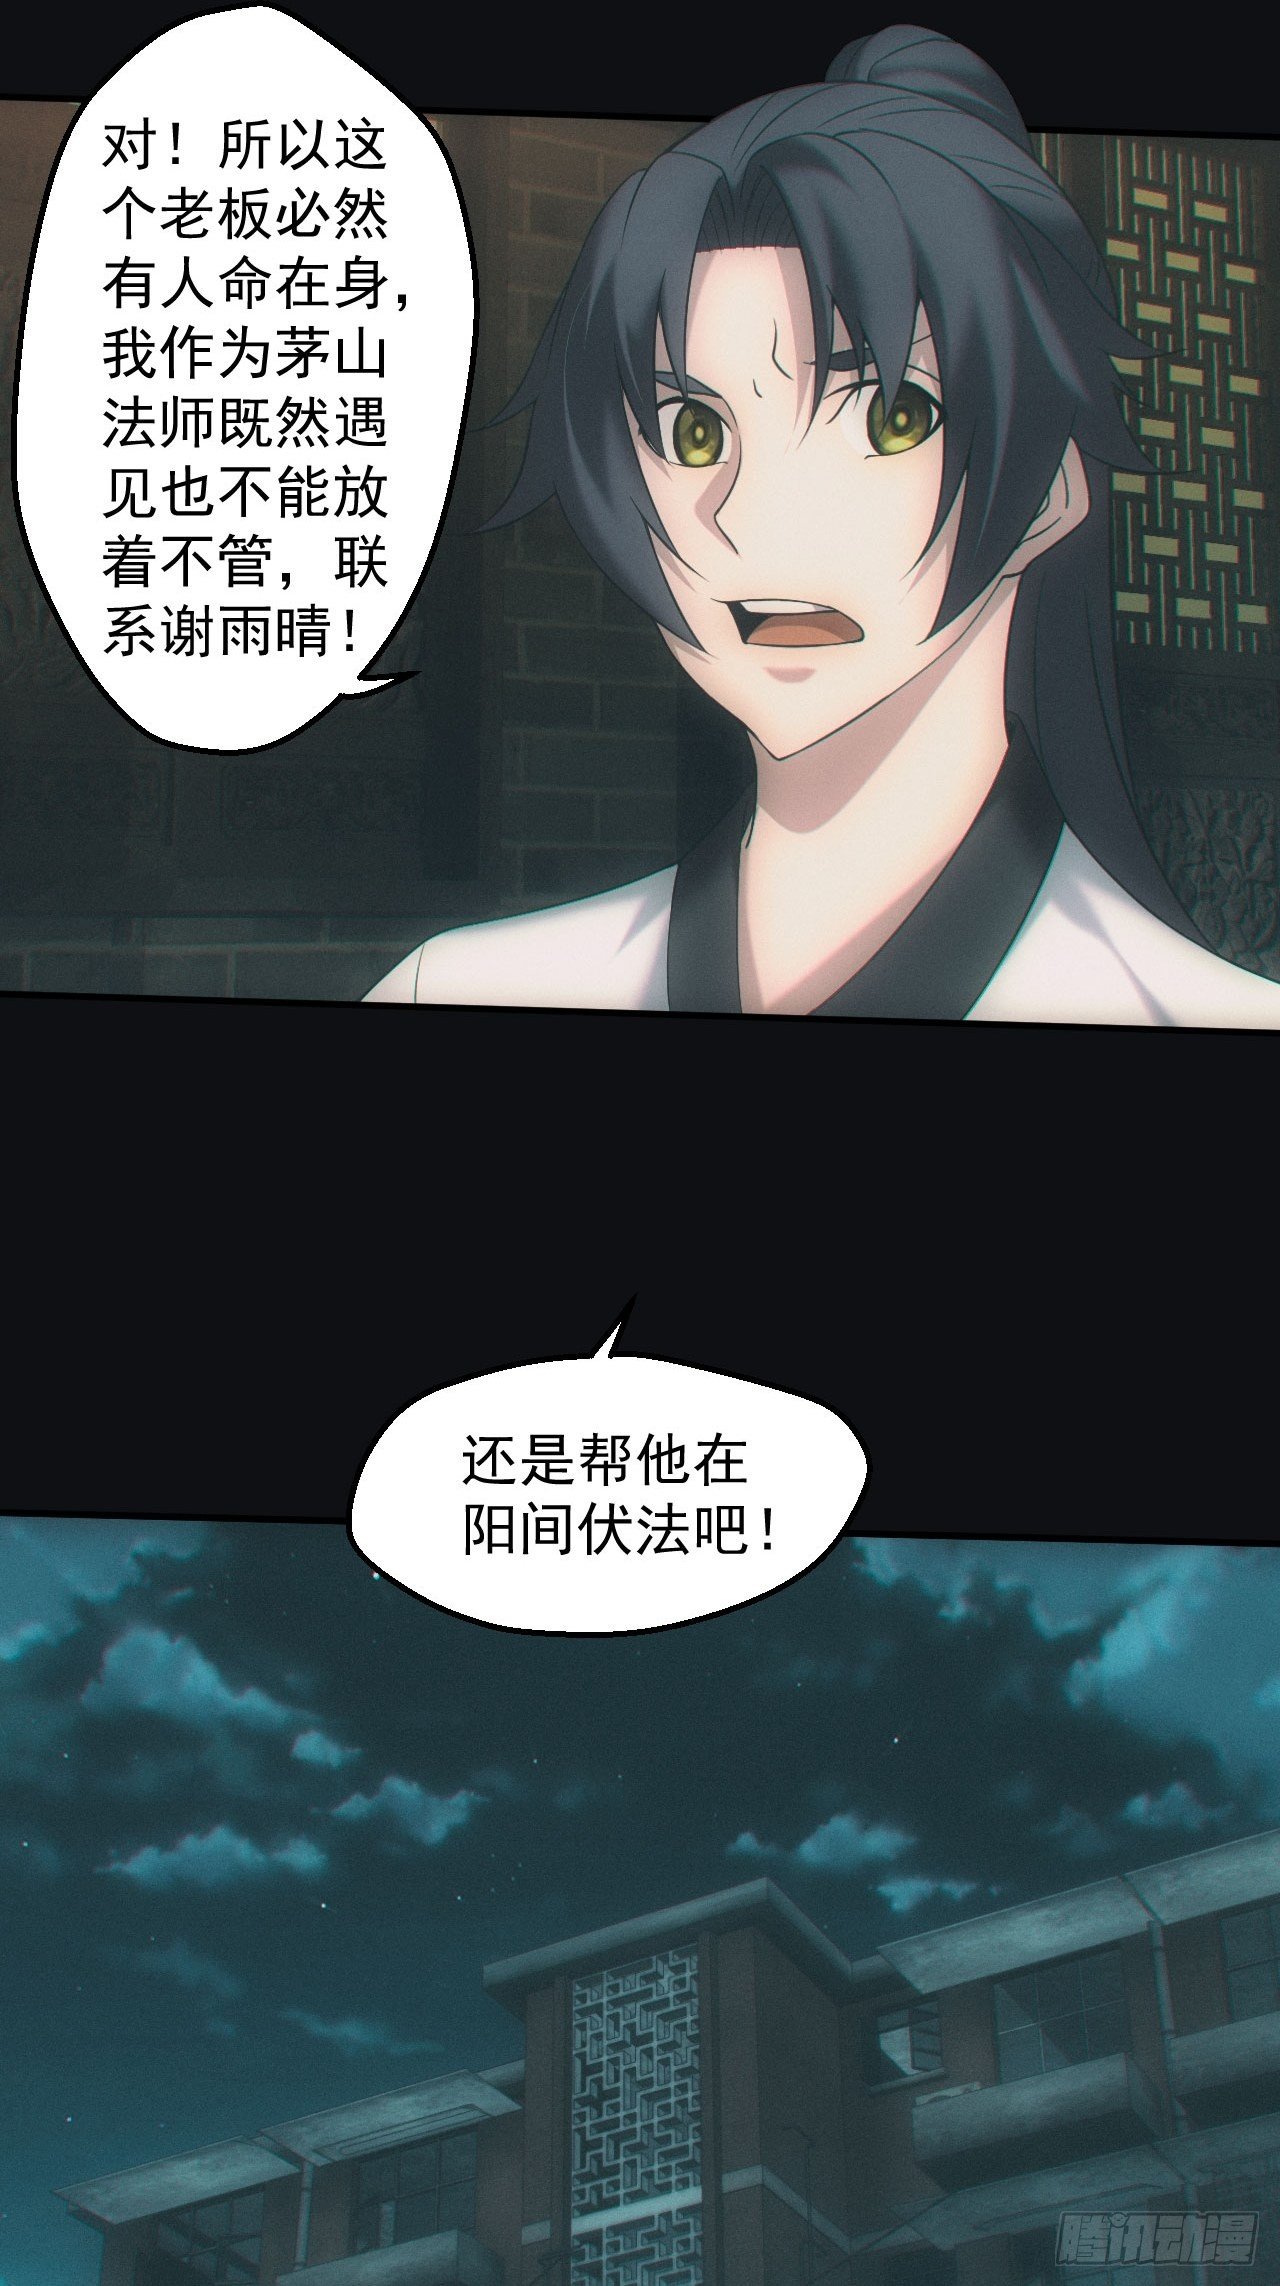 对！所以这
个老板必然
有人命在身，
我作为茅山
法师既然遇
见也不能放
着不管，联
系谢雨晴！
还是帮他在
阳间伏法吧！
腾讯动漫